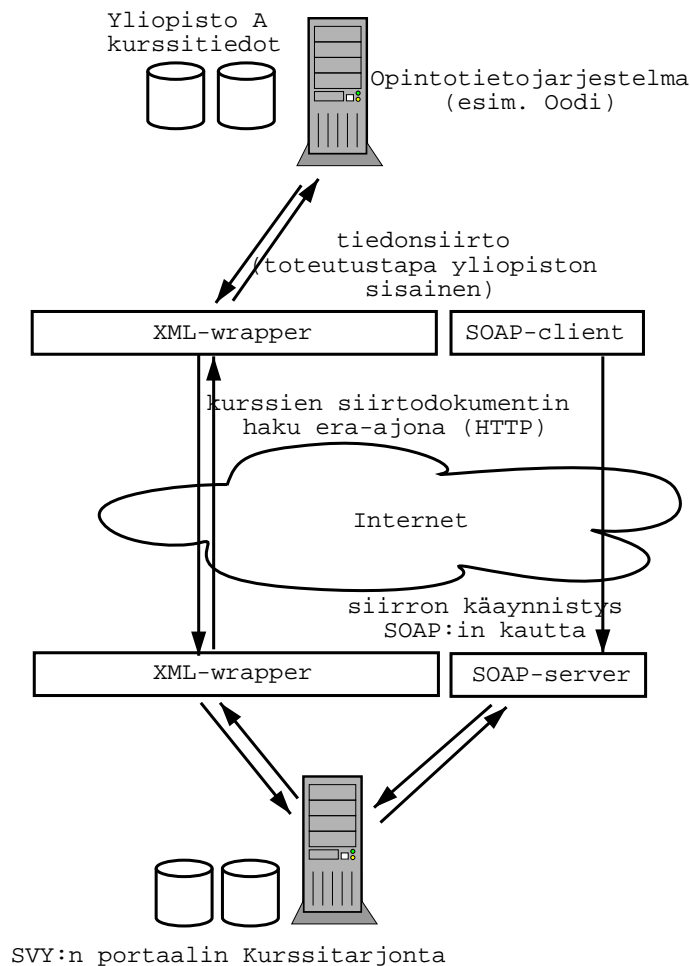 Yliopisto A
kurssitiedot
Opintotietojarjestelma
(esim. Oodi)
tiedonsiirto
(toteutustapa yliopiston
sisainen)
XML-wrapper
SOAP-client
kurssien siirtodokumentin
haku era-ajona (HTTP)
Internet
siirron käaynnistys
SOAP:in kautta
XML-wrapper
SOAP-server
SVY:n portaalin Kurssitarjonta